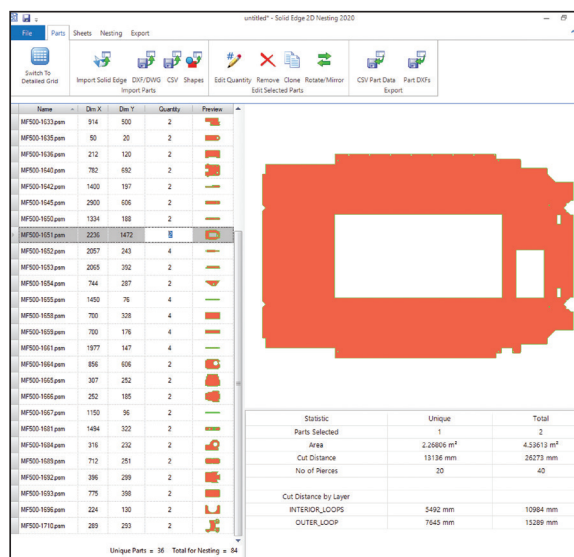 untitled* - Solid Edge 2D Nesting 2020
File Parts Sheets Nesting Export
Switch To Detailed Grid
Import Solid Edge DXF/DWG CSV Shapes
Import Parts
Edit Quantity Remove Clone Rotate/Mirror
Edit Selected Parts
CSV Part Data Part DXFs
Export
Name Dim X Dim Y Quantity Preview
MF500-1633.psm 914 500 2
MF500-1635.psm 50 20 2
MF500-1636.psm 212 120 2
MF500-1640.psm 782 692 2
MF500-1642.psm 1400 197 2
MF500-1645.psm 2900 606 2
MF500-1650.psm 1334 188 2
MF500-1651.psm 2236 1472 2
MF500-1652.psm 2057 243 4
MF500-1653.psm 2065 392 2
MF500-1654.psm 744 287 2
MF500-1655.psm 1450 76 4
MF500-1658.psm 700 328 4
MF500-1659.psm 700 176 4
MF500-1661.psm 1977 147 4
MF500-1664.psm 856 606 2
MF500-1665.psm 307 252 2
MF500-1666.psm 252 185 2
MF500-1667.psm 1150 96 2
MF500-1681.psm 1494 322 2
MF500-1684.psm 316 232 2
MF500-1689.psm 712 251 2
MF500-1692.psm 396 299 2
MF500-1693.psm 775 398 2
MF500-1696.psm 224 130 2
MF500-1710.psm 289 293 2
Unique Parts = 36 Total for Nesting = 84
Statistic Unique Total
Parts Selected 1 2
Area 2.26806 m² 4.53613 m²
Cut Distance 13136 mm 26273 mm
No of Pierces 20 40
Cut Distance by Layer
INTERIOR_LOOPS 5492 mm 10984 mm
OUTER_LOOP 7645 mm 15289 mm